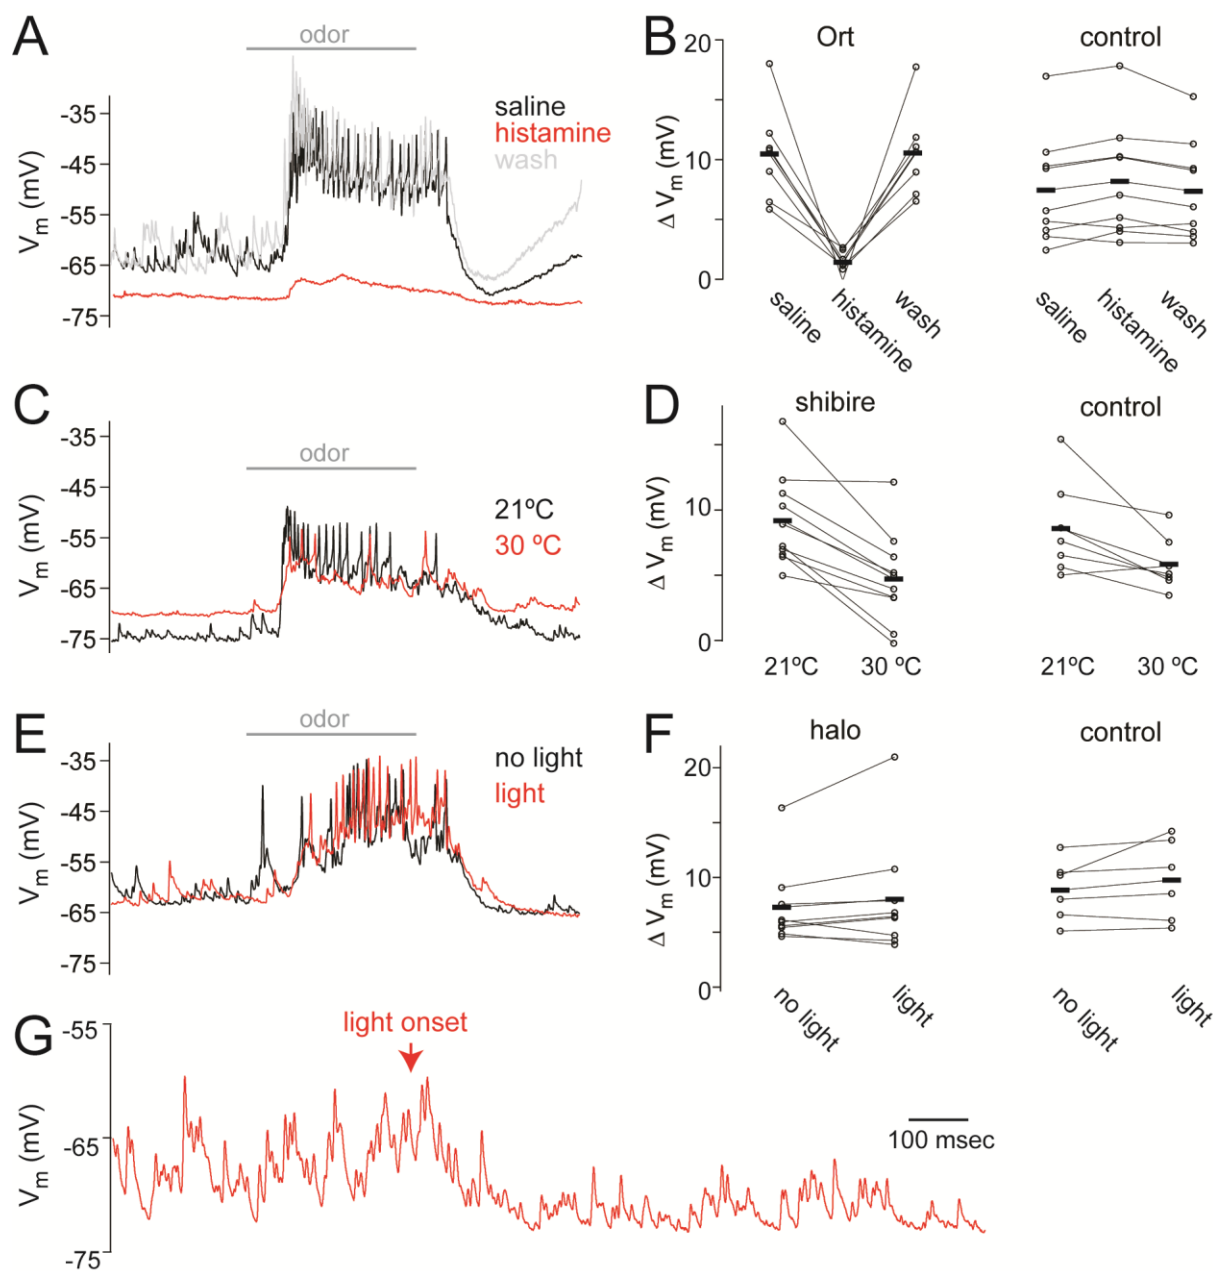 A
odor
-35
-45
-55
-65
-75
Vm (mV)
saline
histamine
wash
B
Ort
control
20
10
0
Δ Vm (mV)
saline
histamine
wash
saline
histamine
wash
C
odor
-35
-45
-55
-65
-75
Vm (mV)
21ºC
30 ºC
D
shibire
control
10
0
Δ Vm (mV)
21ºC
30 ºC
21ºC
30 ºC
E
odor
-35
-45
-55
-65
-75
Vm (mV)
no light
light
F
halo
control
20
10
0
Δ Vm (mV)
no light
light
no light
light
G
-55
-65
-75
Vm (mV)
light onset
100 msec